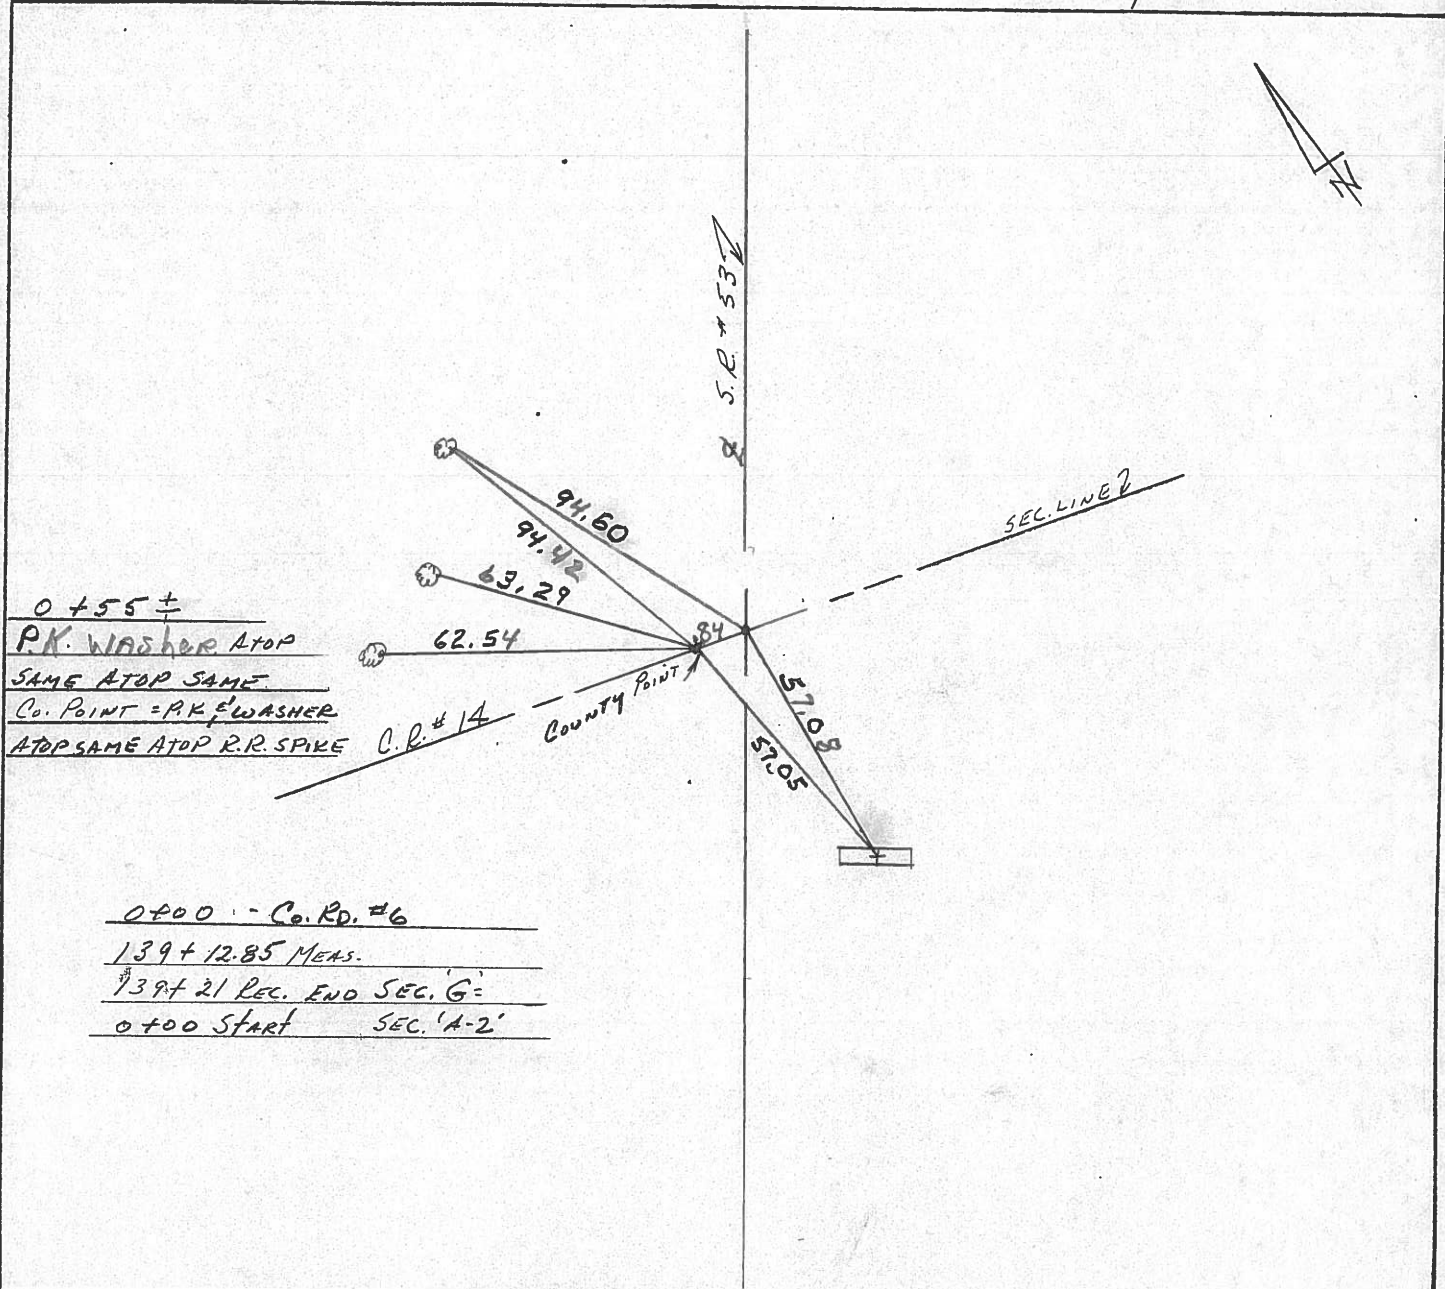 N
S.R. # 53
SEC. LINE
94.60
94.42
63.29
62.54
.84
0+55 ±
P.K. WASHER ATOP
SAME ATOP SAME.
CO. POINT = P.K. & WASHER
ATOP SAME ATOP R.R. SPIKE
C.R. # 14
COUNTY POINT
57.08
57.05
0+00 - CO. RD. #6
139+12.85 MEAS.
139+21 REC. END SEC. 'G' =
0+00 START SEC. 'A-2'